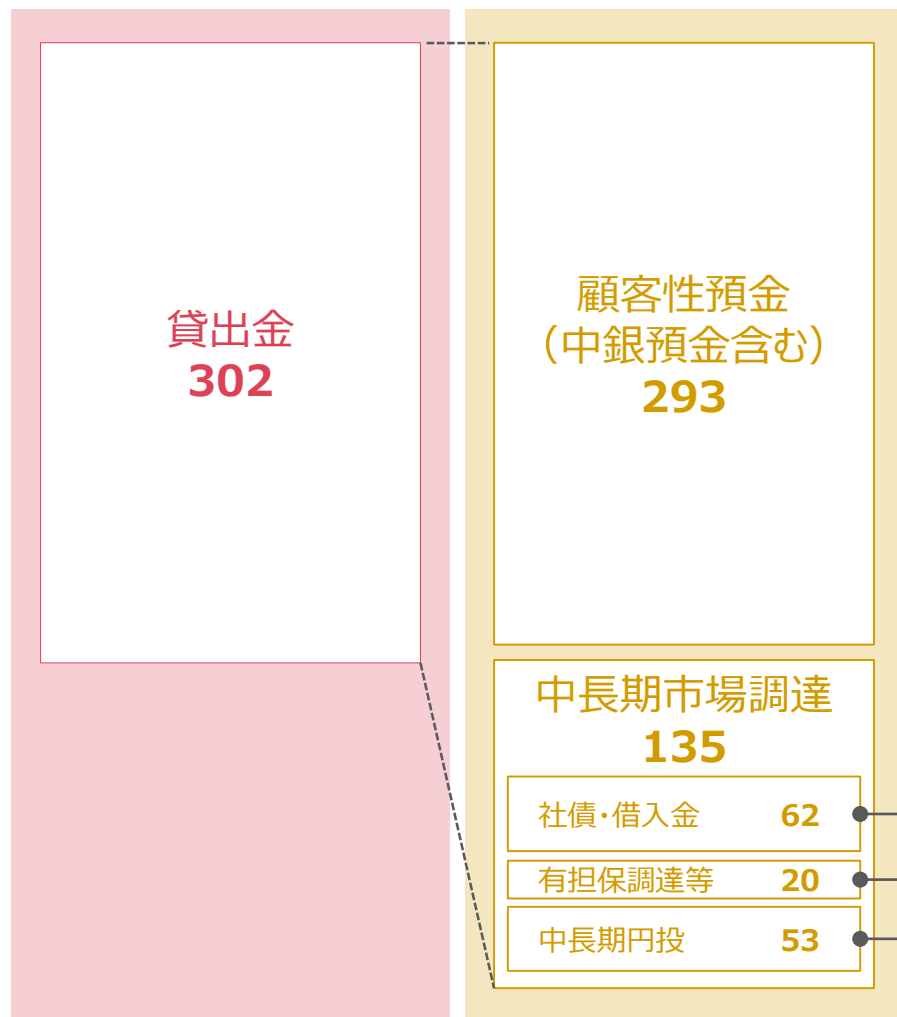 貸出金
302
顧客性預金
（中銀預金含む）
293
中長期市場調達
135
社債・借入金 62
有担保調達等 20
中長期円投 53